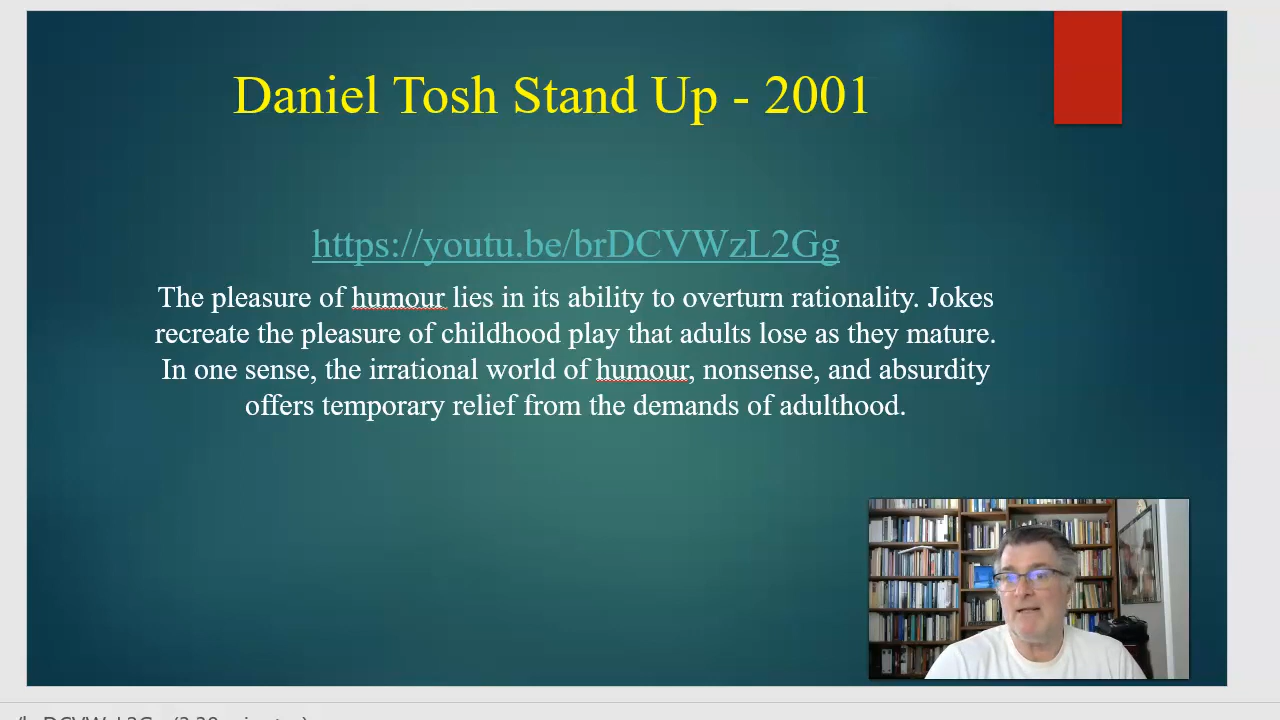 Daniel Tosh Stand Up - 2001
https://youtu.be/brDCVWzL2Gg
The pleasure of humour lies in its ability to overturn rationality. Jokes
recreate the pleasure of childhood play that adults lose as they mature.
In one sense, the irrational world of humour, nonsense, and absurdity
offers temporary relief from the demands of adulthood.